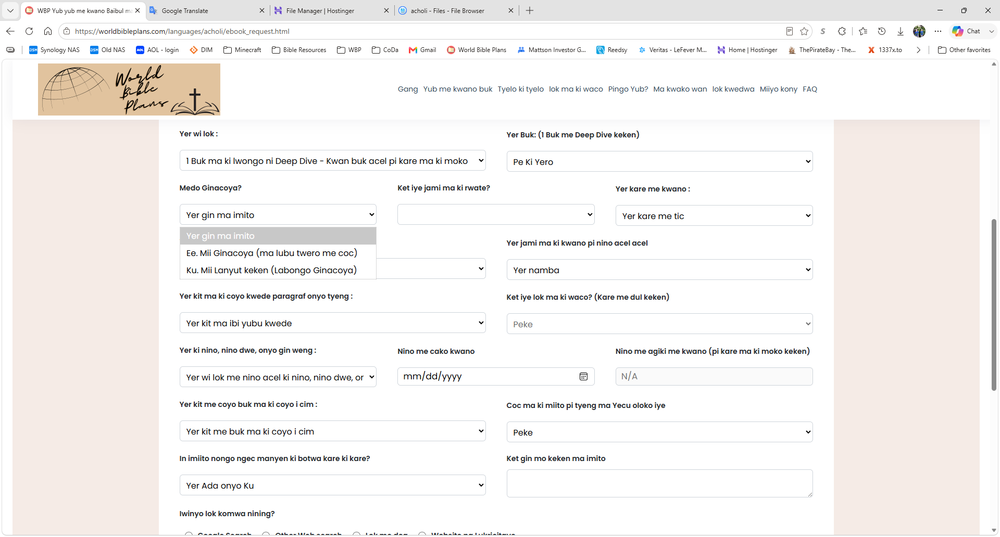 WBP Yub yub me kwano Baibul ma
Google Translate
File Manager | Hostinger
acholi - Files - File Browser
https://worldbibleplans.com/languages/acholi/ebook_request.html
Chat
Synology NAS
Old NAS
AOL - login
DIM
Minecraft
Bible Resources
WBP
CoDa
Gmail
World Bible Plans
Mattson Investor G...
Reedsy
Veritas - LeFever M...
Home | Hostinger
ThePirateBay - The...
1337x.to
Other favorites
World
Bible
Plans
Gang Yub me kwano buk Tyelo ki tyelo lok ma ki waco Pingo Yub? Ma kwako wan lok kwedwa Miiyo kony FAQ
Yer wi lok :
Yer Buk: (1 Buk me Deep Dive keken)
1 Buk ma ki lwongo ni Deep Dive - Kwan buk acel pi kare ma ki moko
Pe Ki Yero
Medo Ginacoya?
Ket iye jami ma ki rwate?
Yer kare me kwano :
Yer gin ma imito
Yer kare me tic
Yer gin ma imito
Ee. Mii Ginacoya (ma lubu twero me coc)
Ku. Mii Lanyut keken (Labongo Ginacoya)
Yer jami ma ki kwano pi nino acel acel
Yer namba
Yer kit ma ki coyo kwede paragraf onyo tyeng :
Ket iye lok ma ki waco? (Kare me dul keken)
Yer kit ma ibi yubu kwede
Peke
Yer ki nino, nino dwe, onyo gin weng :
Nino me cako kwano
Nino me agiki me kwano (pi kare ma ki moko keken)
Yer wi lok me nino acel ki nino, nino dwe, or
mm/dd/yyyy
N/A
Yer kit me coyo buk ma ki coyo i cim :
Coc ma ki miito pi tyeng ma Yecu oloko iye
Yer kit me buk ma ki coyo i cim
Peke
In imiito nongo ngec manyen ki botwa kare ki kare?
Ket gin mo keken ma imito
Yer Ada onyo Ku
Iwinyo lok komwa nining?
Google Search
Other Web search
Lok me dog